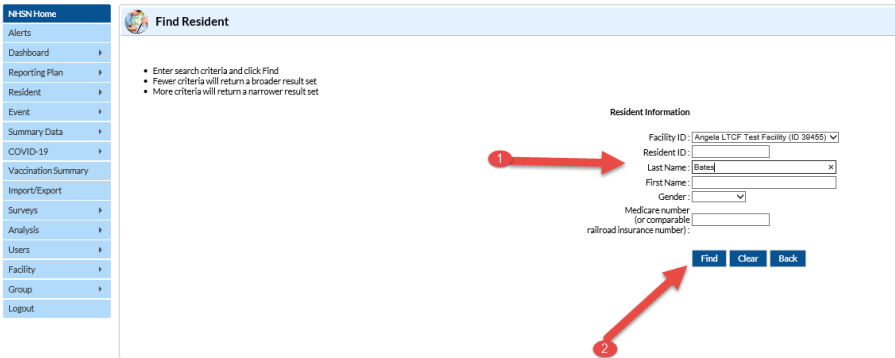 NHSN Home
Alerts
Dashboard
Reporting Plan
Resident
Event
Summary Data
COVID-19
Vaccination Summary
Import/Export
Surveys
Analysis
Users
Facility
Group
Logout
Find Resident
• Enter search criteria and click Find
• Fewer criteria will return a broader result set
• More criteria will return a narrower result set
Resident Information
Facility ID : Angela LTCF Test Facility (ID 39455)
Resident ID :
1
Last Name : Bates
First Name :
Gender :
Medicare number
(or comparable
railroad insurance number) :
Find Clear Back
2